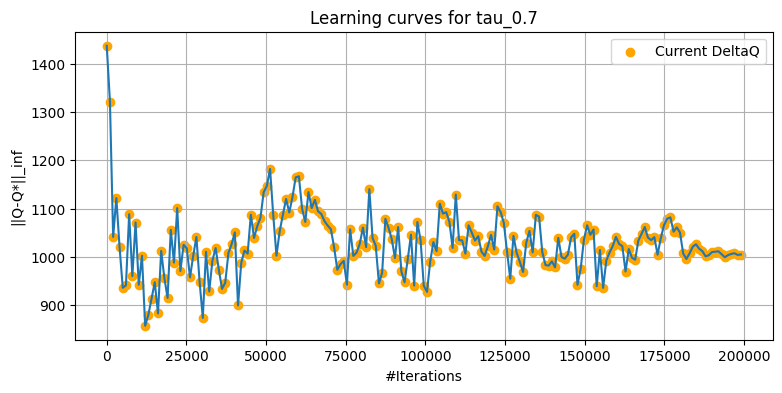 Learning curves for tau_0.7
Current DeltaQ
||Q-Q*||_inf
1400
1300
1200
1100
1000
900
0 25000 50000 75000 100000 125000 150000 175000 200000
#Iterations